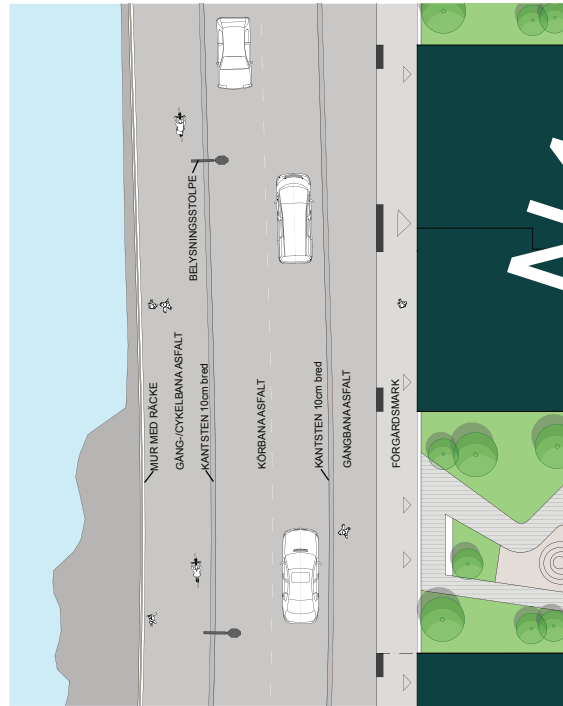 BELYSNINGSSTOLPE
MUR MED RÄCKE
GÅNG-/CYKELBANA ASFALT
KANTSTEN 10cm bred
KÖRBANA ASFALT
KANTSTEN 10cm bred
GÅNGBANA ASFALT
FÖRGÅRDSMARK